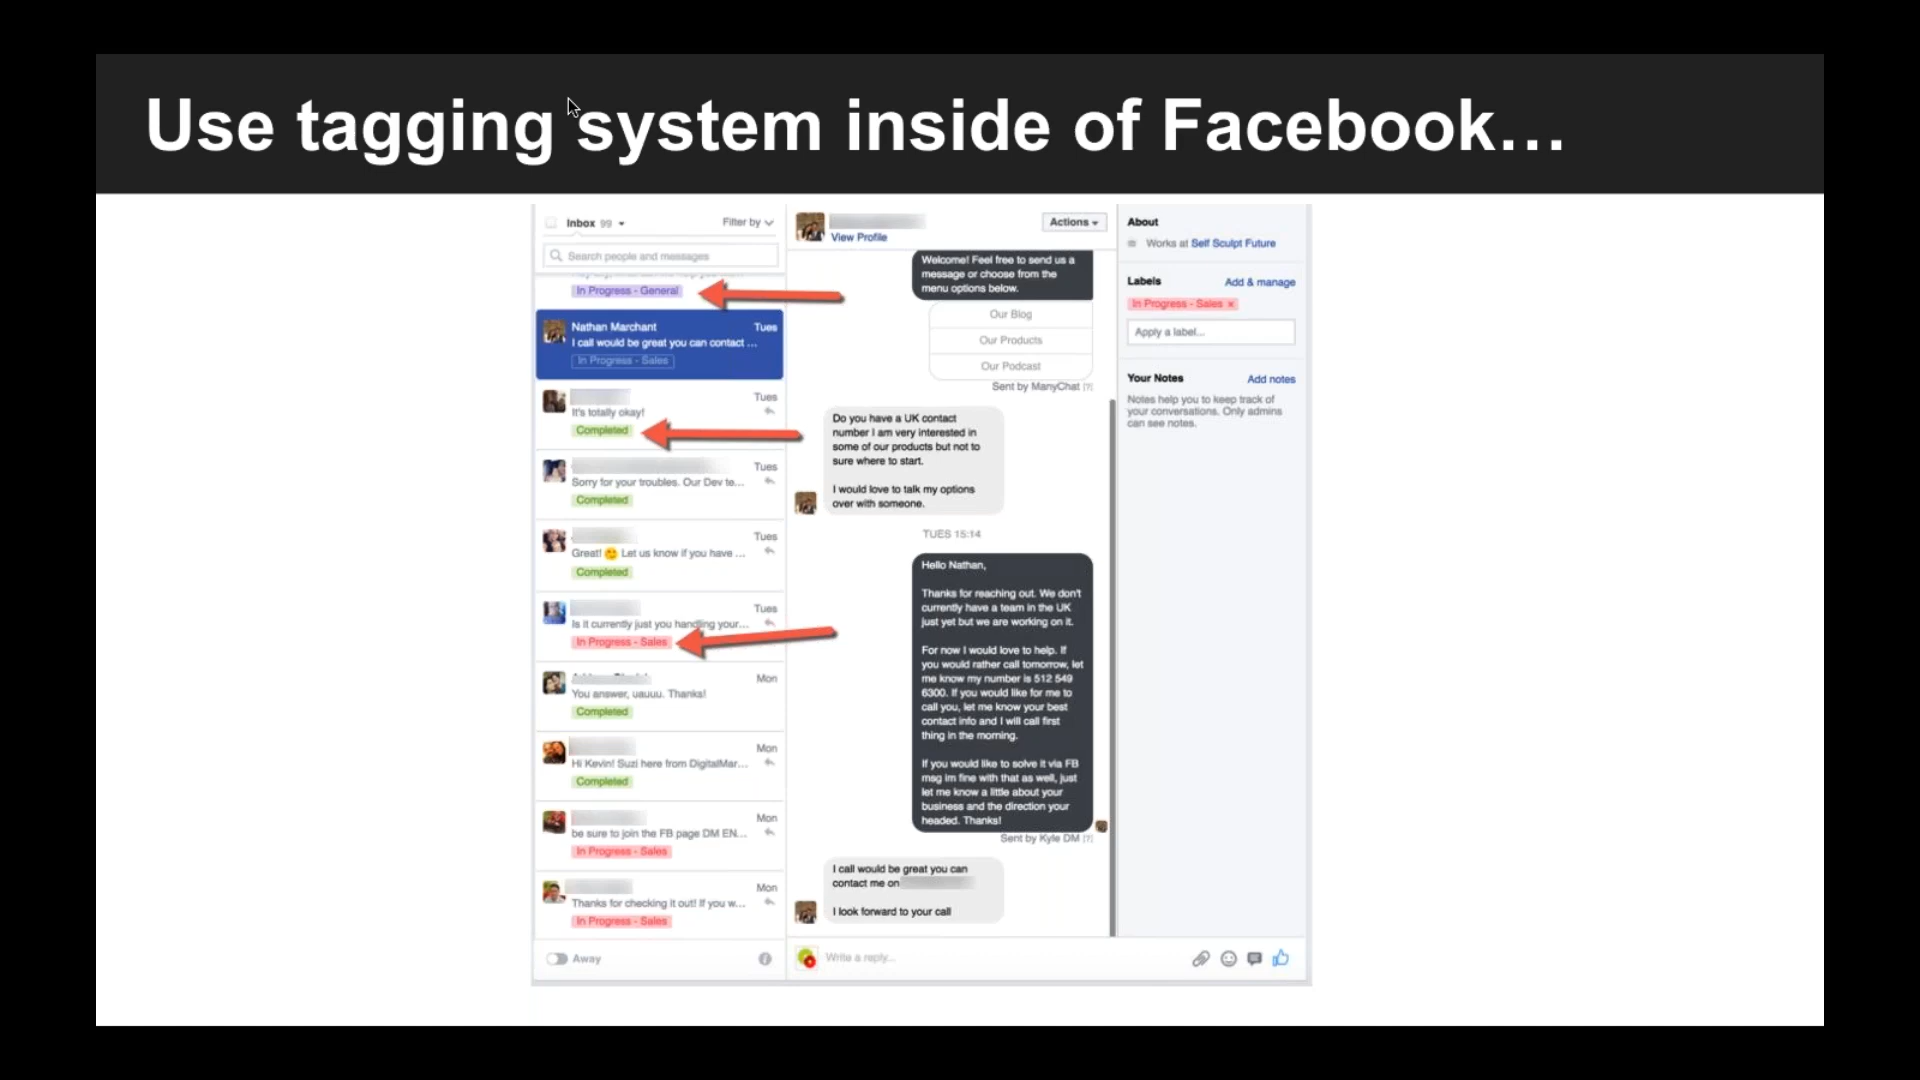 Use tagging system inside of Facebook…
Inbox 99
Filter by
Search people and messages
In Progress - General
Nathan Marchant
Tues
I call would be great you can contact ...
In Progress - Sales
Tues
It's totally okay!
Completed
Tues
Sorry for your troubles. Our Dev te...
Completed
Tues
Great! 🙂 Let us know if you have ...
Completed
Tues
Is it currently just you handling your...
In Progress - Sales
Mon
You answer, uauuu. Thanks!
Completed
Mon
Hi Kevin! Suzi here from DigitalMar...
Completed
Mon
be sure to join the FB page DM EN...
In Progress - Sales
Mon
Thanks for checking it out! If you w...
In Progress - Sales
Away
View Profile
Actions
Welcome! Feel free to send us a
message or choose from the
menu options below.
Our Blog
Our Products
Our Podcast
Sent by ManyChat [?]
Do you have a UK contact
number I am very interested in
some of our products but not to
sure where to start.
I would love to talk my options
over with someone.
TUES 15:14
Hello Nathan,
Thanks for reaching out. We don't
currently have a team in the UK
just yet but we are working on it.
For now I would love to help. If
you would rather call tomorrow, let
me know my number is 512 549
6300. If you would like for me to
call you, let me know your best
contact info and I will call first
thing in the morning.
If you would like to solve it via FB
msg im fine with that as well, just
let me know a little about your
business and the direction your
headed. Thanks!
Sent by Kyle DM [?]
I call would be great you can
contact me on
I look forward to your call
Write a reply...
About
Works at Self Sculpt Future
Labels
Add & manage
In Progress - Sales ×
Apply a label...
Your Notes
Add notes
Notes help you to keep track of
your conversations. Only admins
can see notes.